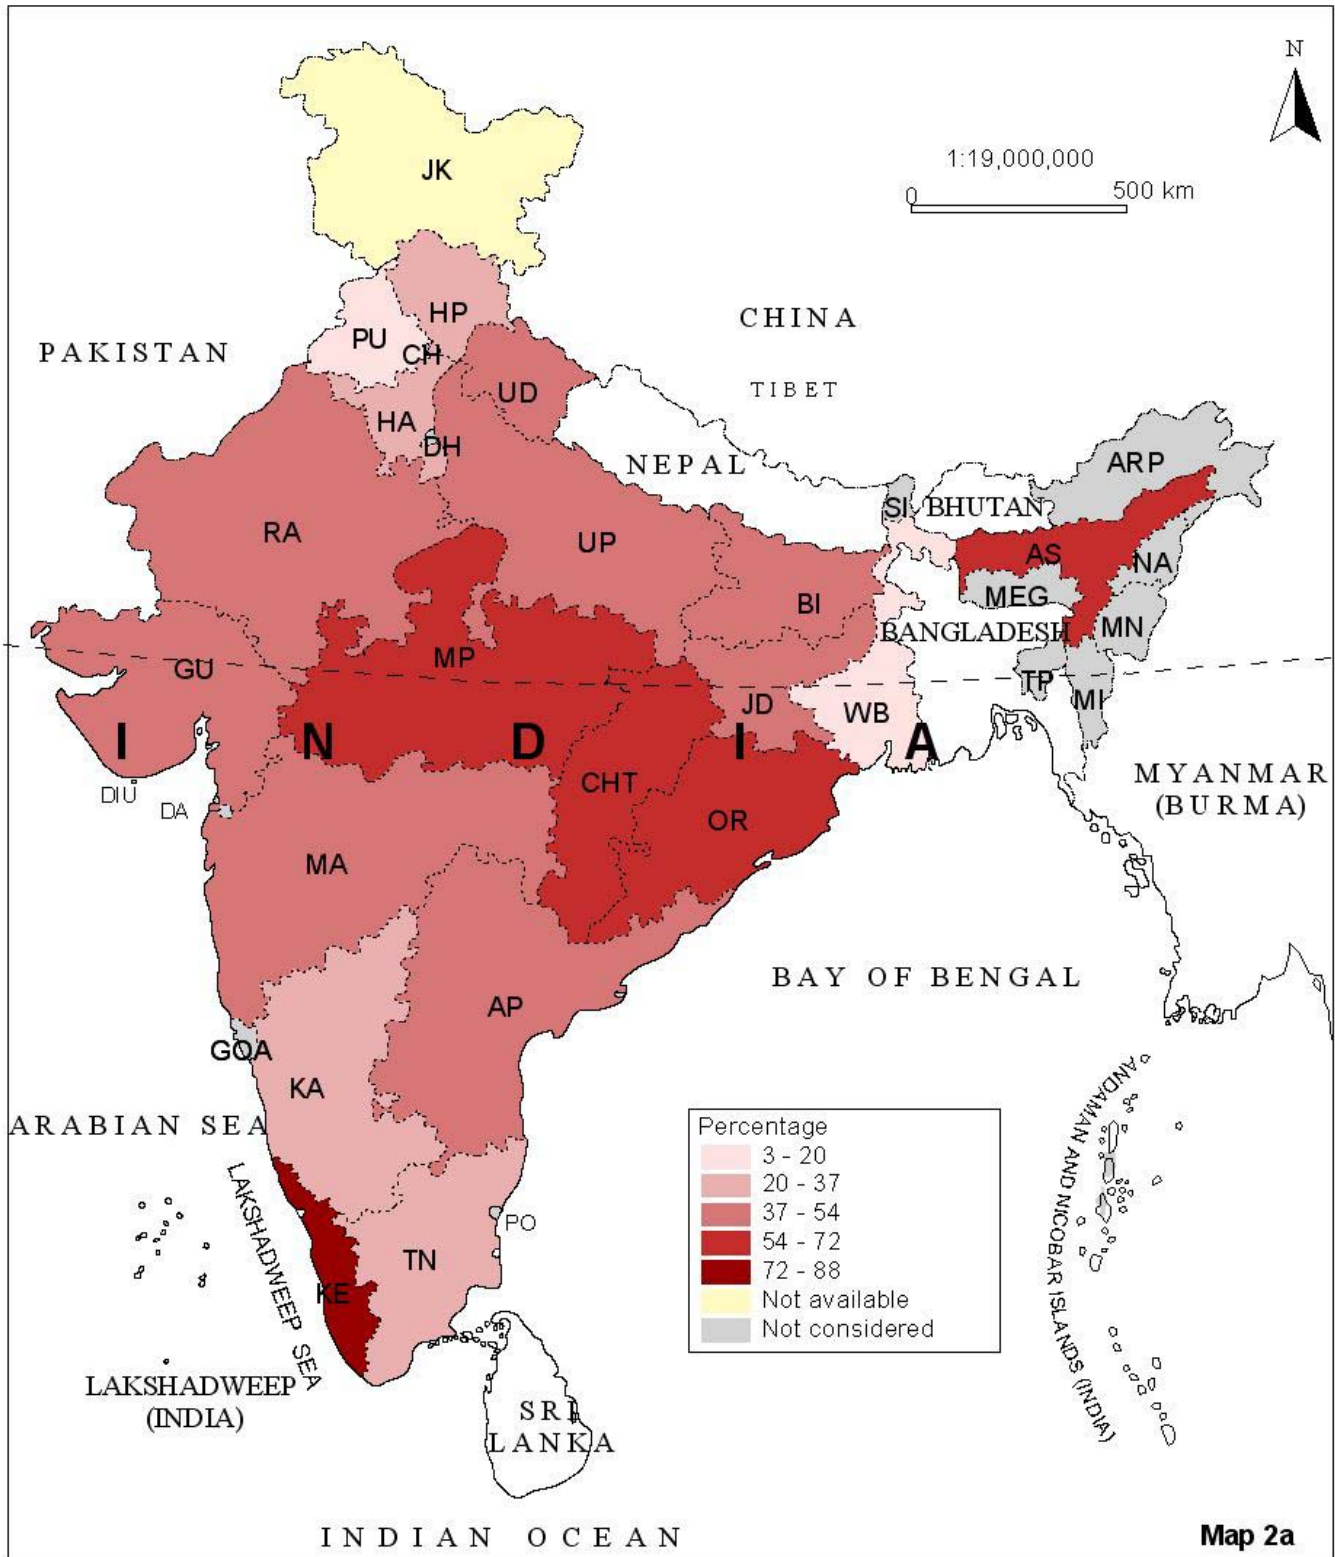 N
1:19,000,000
0 500 km
JK
HP
PU
CH
CHINA
PAKISTAN
TIBET
UD
HA
DH
NEPAL
ARP
SI
BHUTAN
RA
UP
AS
NA
BI
MEG
BANGLADESH
MN
MP
GU
TP
MI
JD
WB
I N D I A
CHT
MYANMAR
(BURMA)
DIU
DA
OR
MA
BAY OF BENGAL
AP
GOA
KA
ARABIAN SEA
Percentage
3 - 20
20 - 37
37 - 54
54 - 72
72 - 88
Not available
Not considered
ANDAMAN AND NICOBAR ISLANDS (INDIA)
LAKSHADWEEP SEA
PO
TN
KE
LAKSHADWEEP
(INDIA)
SRI
LANKA
INDIAN OCEAN
Map 2a